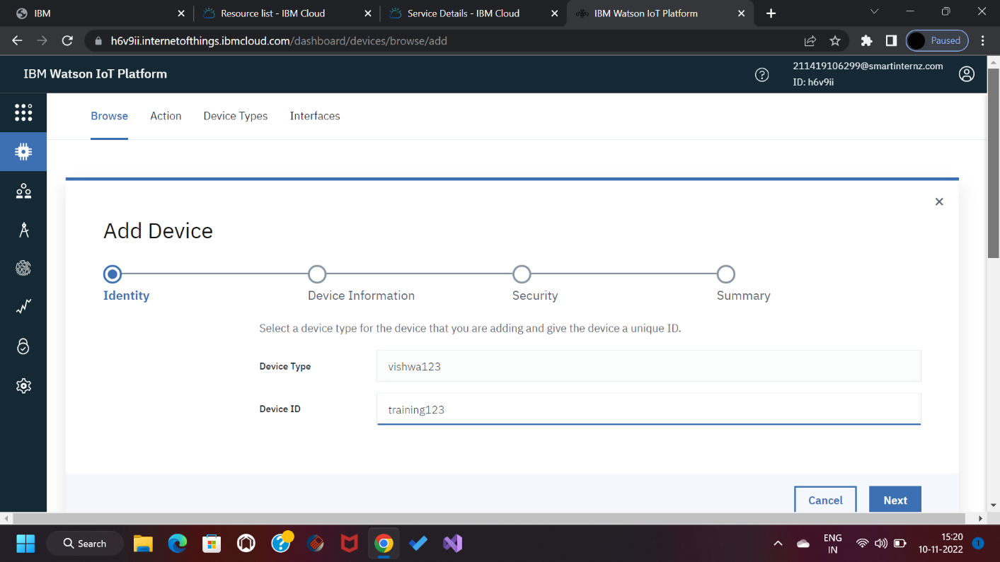 IBM
Resource list - IBM Cloud
Service Details - IBM Cloud
IBM Watson IoT Platform
h6v9ii.internetofthings.ibmcloud.com/dashboard/devices/browse/add
Paused
IBM Watson IoT Platform
211419106299@smartinternz.com
ID: h6v9ii
Browse
Action
Device Types
Interfaces
Add Device
Identity
Device Information
Security
Summary
Select a device type for the device that you are adding and give the device a unique ID.
Device Type
vishwa123
Device ID
training123
Cancel
Next
Search
ENG
IN
15:20
10-11-2022
1